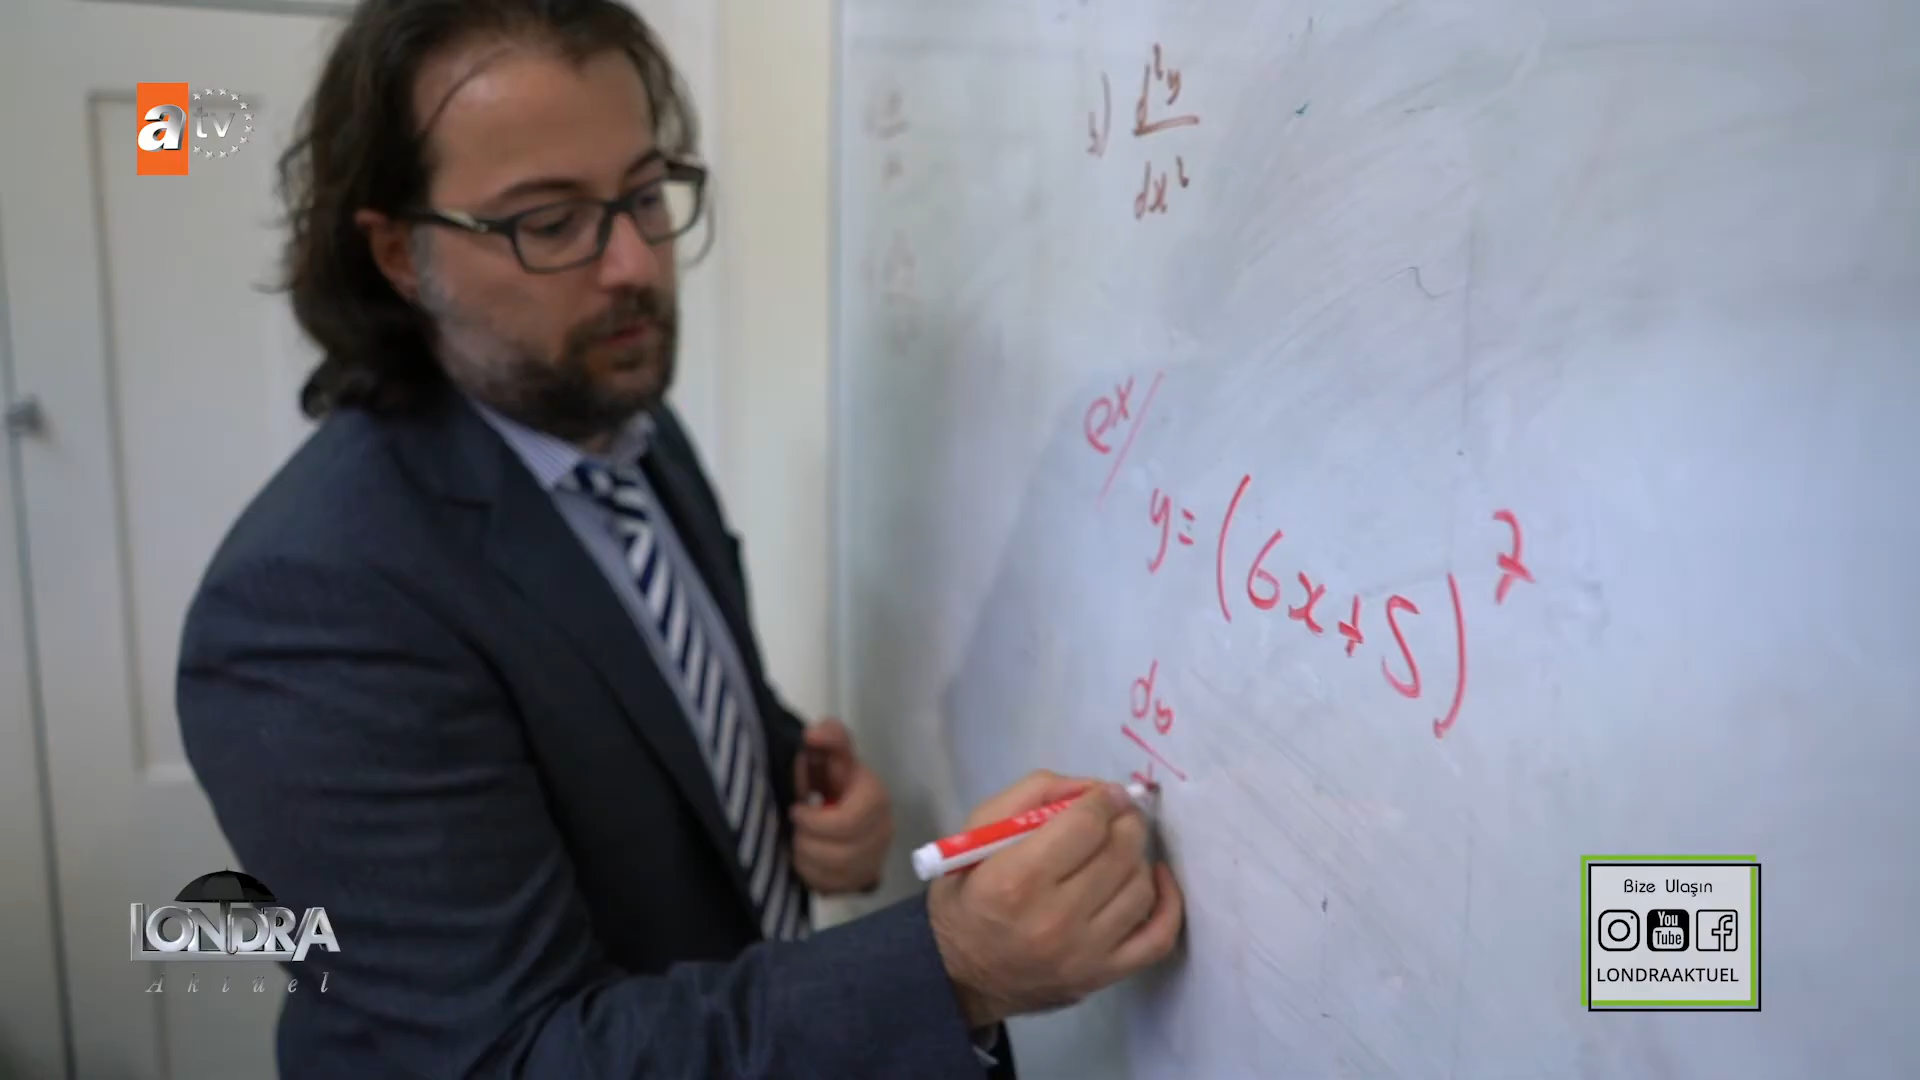 atv
b) d²y
dx²
ex/
y = (6x+5)⁷
dy
LONDRA
Aktüel
Bize Ulaşın
You
Tube
LONDRAAKTUEL